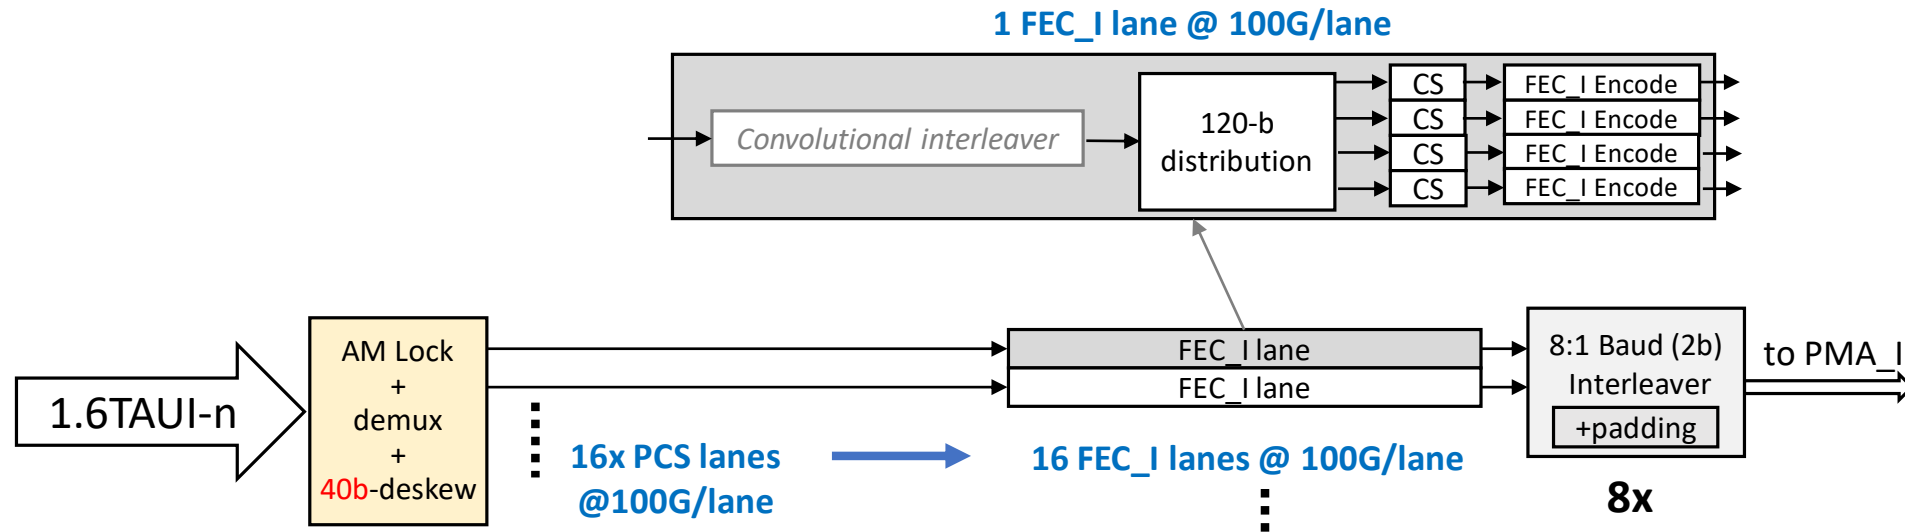 1 FEC_I lane @ 100G/lane
Convolutional interleaver
120-b
distribution
CS
FEC_I Encode
CS
FEC_I Encode
CS
FEC_I Encode
CS
FEC_I Encode
1.6TAUI-n
AM Lock
+
demux
+
40b-deskew
16x PCS lanes
@100G/lane
FEC_I lane
FEC_I lane
16 FEC_I lanes @ 100G/lane
8:1 Baud (2b)
Interleaver
+padding
8x
to PMA_I